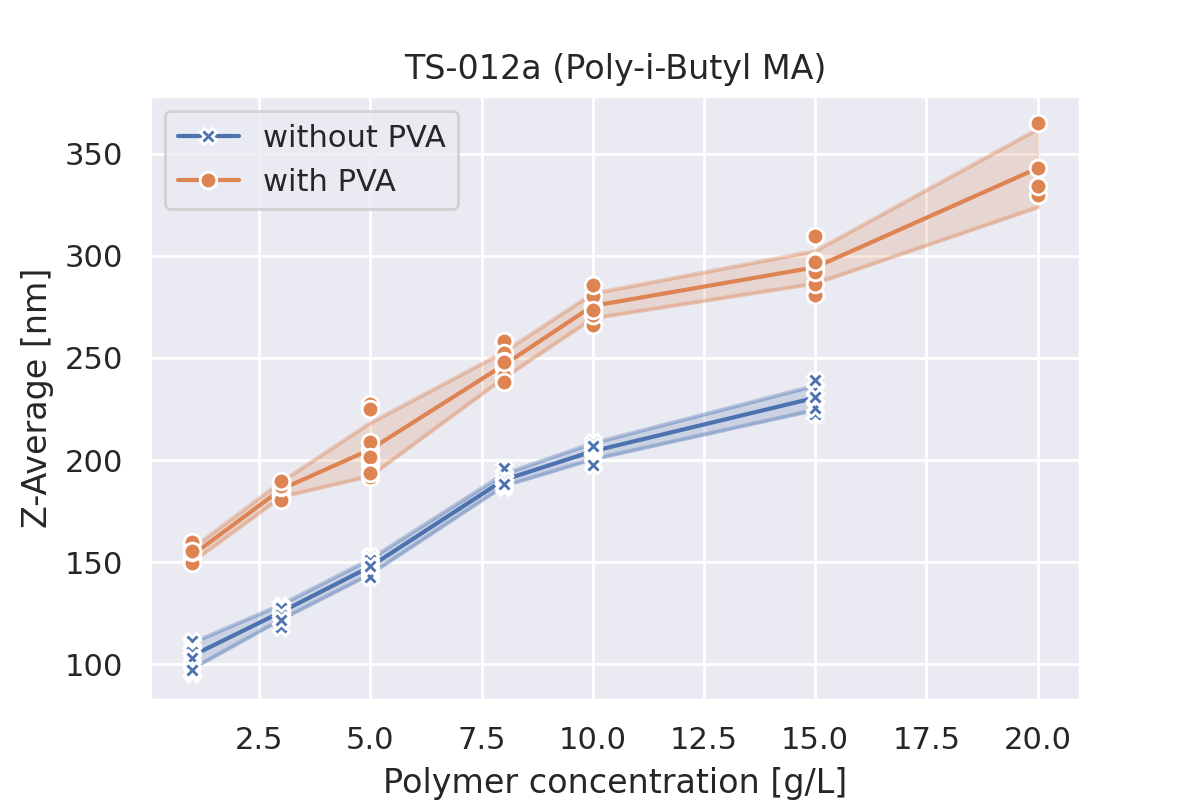 TS-012a (Poly-i-Butyl MA)
without PVA
with PVA
350
300
250
200
150
100
Z-Average [nm]
2.5 5.0 7.5 10.0 12.5 15.0 17.5 20.0
Polymer concentration [g/L]